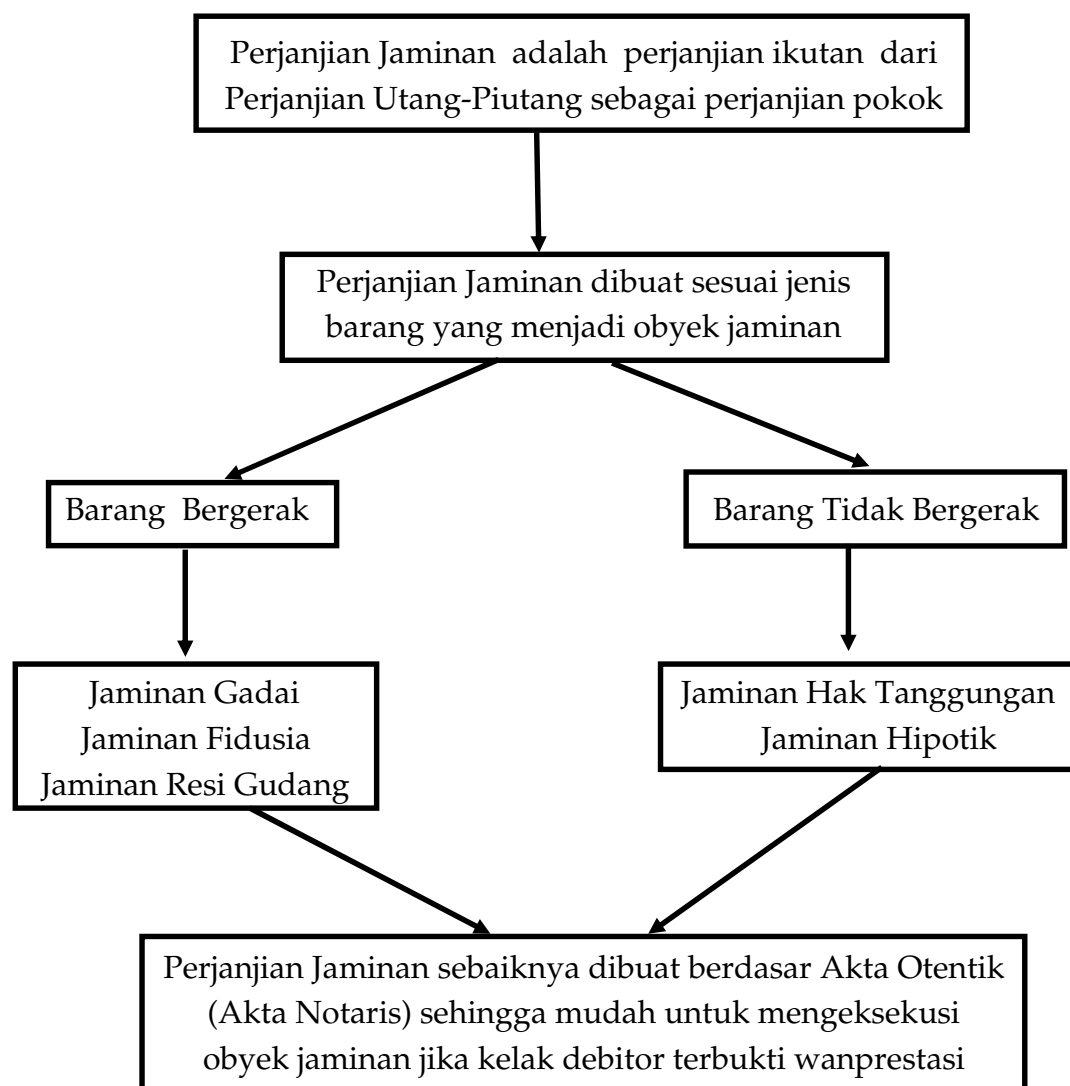 Perjanjian Jaminan adalah perjanjian ikutan dari
Perjanjian Utang-Piutang sebagai perjanjian pokok
Perjanjian Jaminan dibuat sesuai jenis
barang yang menjadi obyek jaminan
Barang Bergerak
Barang Tidak Bergerak
Jaminan Gadai
Jaminan Fidusia
Jaminan Resi Gudang
Jaminan Hak Tanggungan
Jaminan Hipotik
Perjanjian Jaminan sebaiknya dibuat berdasar Akta Otentik
(Akta Notaris) sehingga mudah untuk mengeksekusi
obyek jaminan jika kelak debitor terbukti wanprestasi